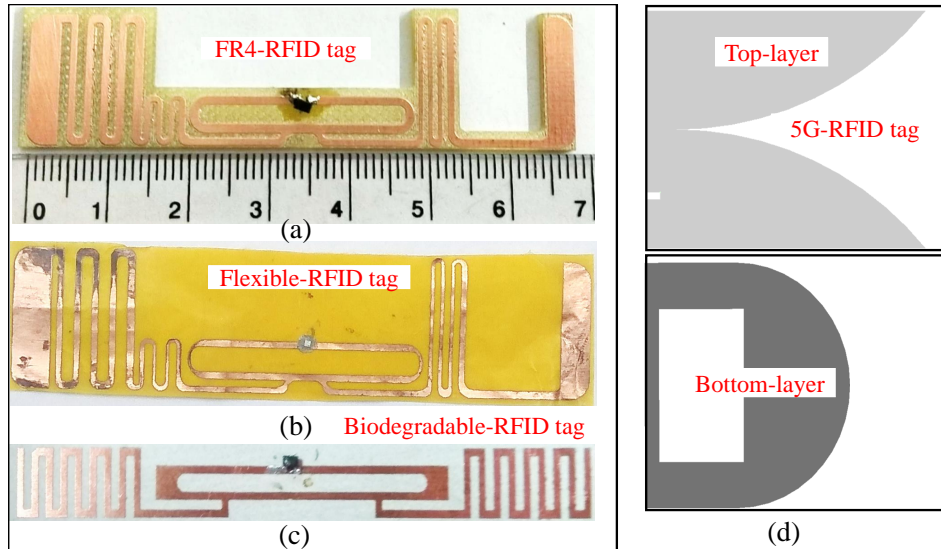 FR4-RFID tag
0 1 2 3 4 5 6 7
(a)
Flexible-RFID tag
(b)
Biodegradable-RFID tag
(c)
Top-layer
5G-RFID tag
Bottom-layer
(d)